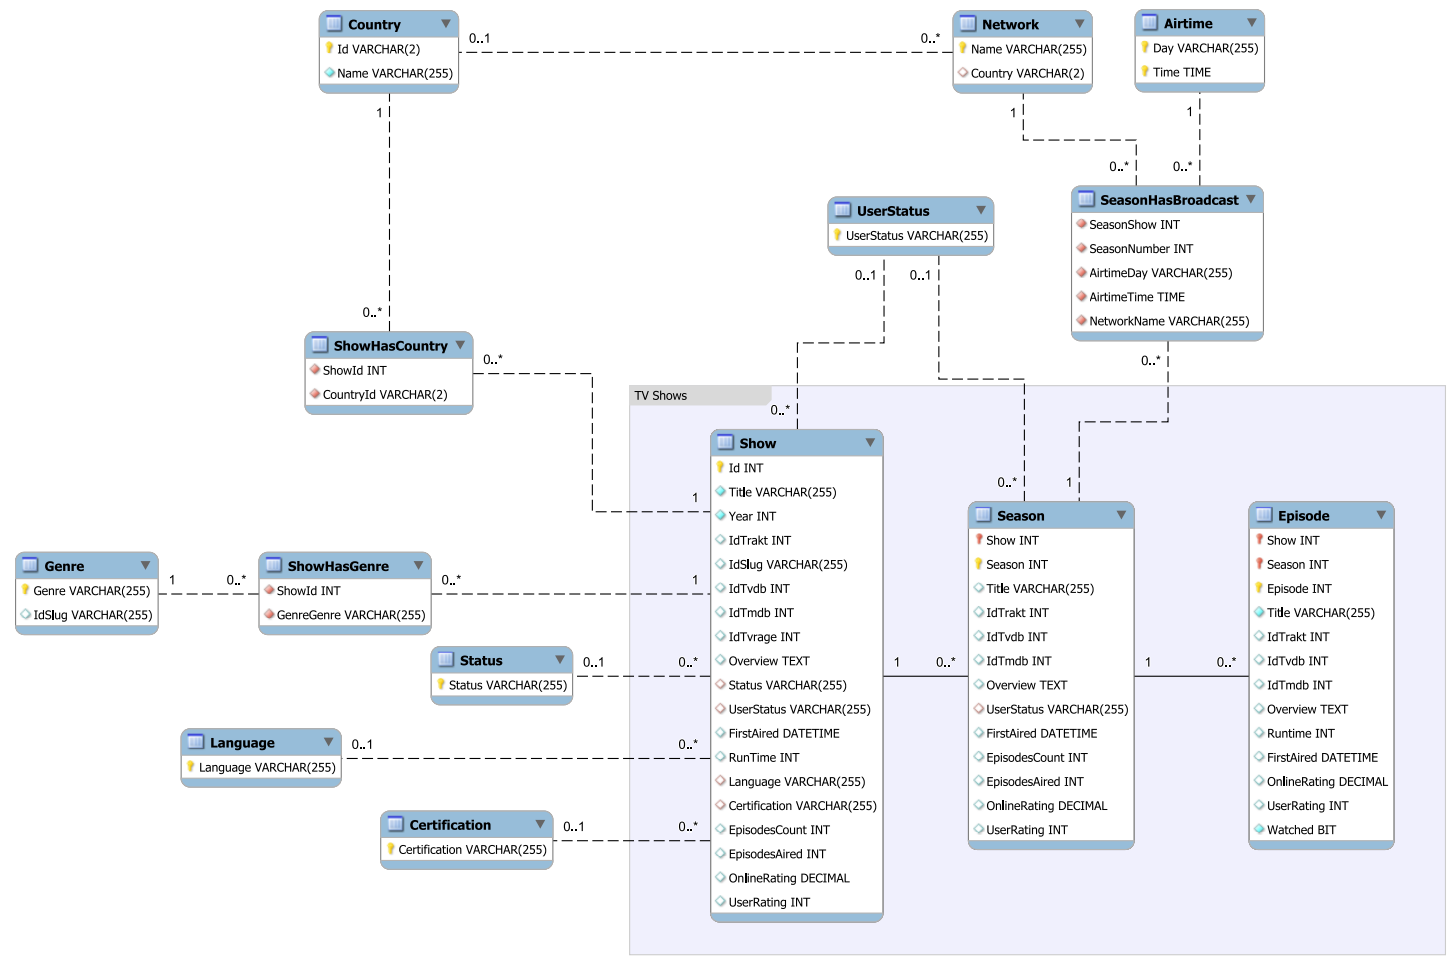 Country
Id VARCHAR(2)
Name VARCHAR(255)
0..1
0..*
1
0..*
Network
Name VARCHAR(255)
Country VARCHAR(2)
1
0..*
Airtime
Day VARCHAR(255)
Time TIME
1
0..*
SeasonHasBroadcast
SeasonShow INT
SeasonNumber INT
AirtimeDay VARCHAR(255)
AirtimeTime TIME
NetworkName VARCHAR(255)
0..*
1
UserStatus
UserStatus VARCHAR(255)
0..1
0..1
0..*
0..*
ShowHasCountry
ShowId INT
CountryId VARCHAR(2)
0..*
1
TV Shows
Show
Id INT
Title VARCHAR(255)
Year INT
IdTrakt INT
IdSlug VARCHAR(255)
IdTvdb INT
IdTmdb INT
IdTvrage INT
Overview TEXT
Status VARCHAR(255)
UserStatus VARCHAR(255)
FirstAired DATETIME
RunTime INT
Language VARCHAR(255)
Certification VARCHAR(255)
EpisodesCount INT
EpisodesAired INT
OnlineRating DECIMAL
UserRating INT
1
0..*
Season
Show INT
Season INT
Title VARCHAR(255)
IdTrakt INT
IdTvdb INT
IdTmdb INT
Overview TEXT
UserStatus VARCHAR(255)
FirstAired DATETIME
EpisodesCount INT
EpisodesAired INT
OnlineRating DECIMAL
UserRating INT
1
0..*
Episode
Show INT
Season INT
Episode INT
Title VARCHAR(255)
IdTrakt INT
IdTvdb INT
IdTmdb INT
Overview TEXT
Runtime INT
FirstAired DATETIME
OnlineRating DECIMAL
UserRating INT
Watched BIT
Genre
Genre VARCHAR(255)
IdSlug VARCHAR(255)
1
0..*
ShowHasGenre
ShowId INT
GenreGenre VARCHAR(255)
0..*
1
Status
Status VARCHAR(255)
0..1
0..*
Language
Language VARCHAR(255)
0..1
0..*
Certification
Certification VARCHAR(255)
0..1
0..*